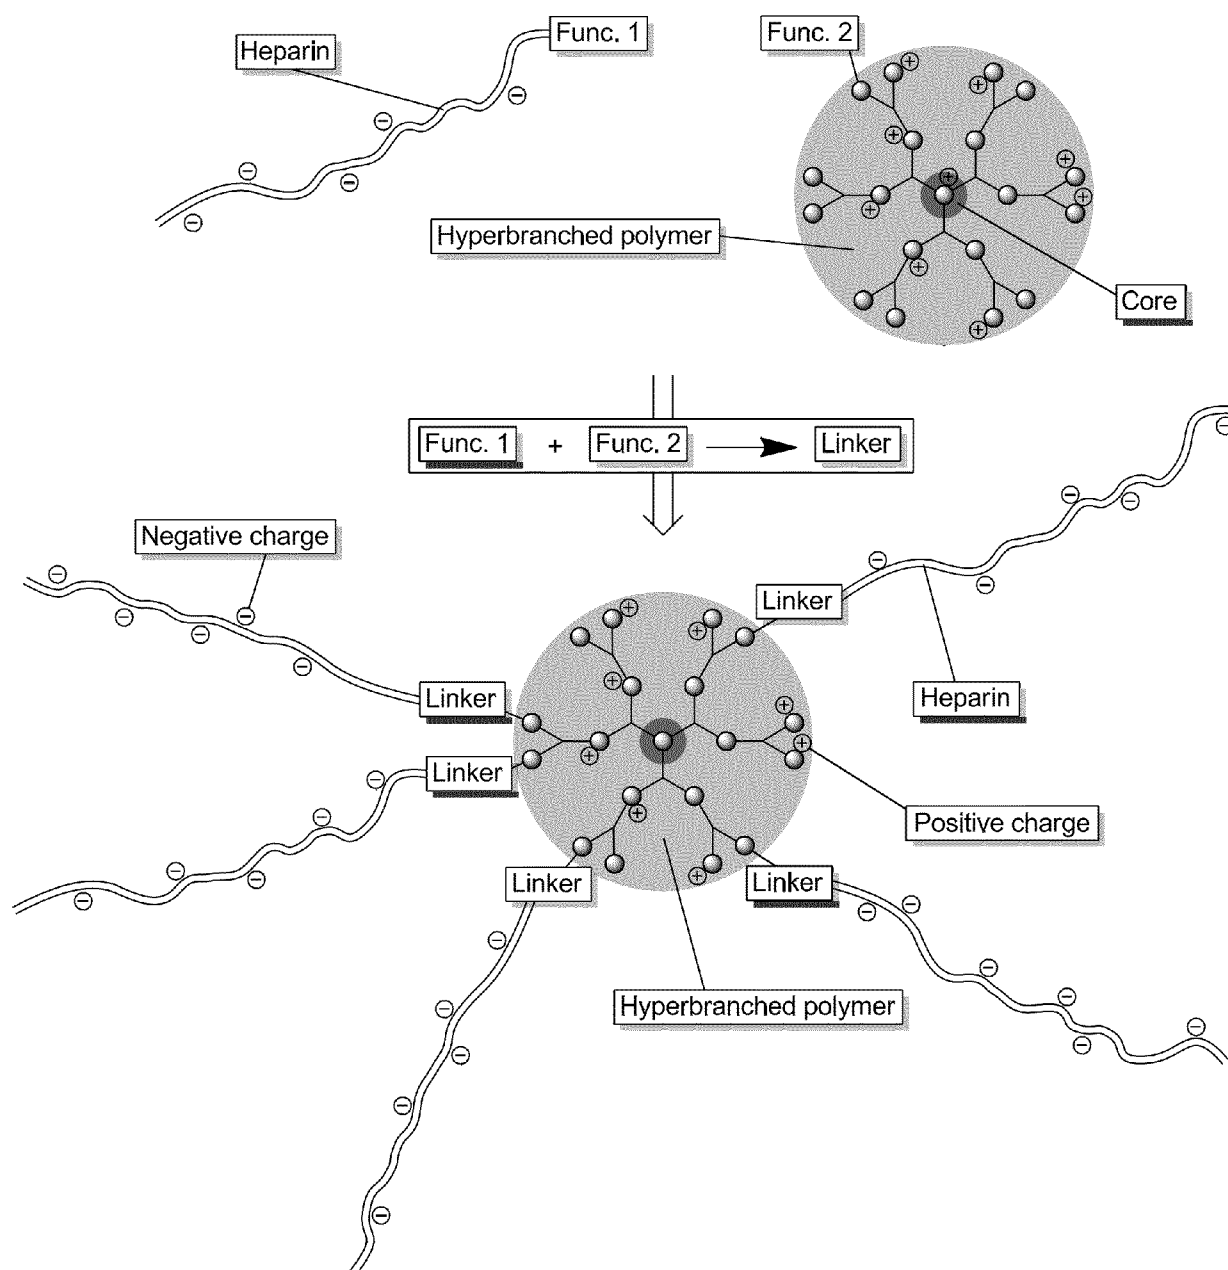 Func. 1
Func. 2
Heparin
Hyperbranched polymer
Core
Func. 1 + Func. 2 Linker
Negative charge
Linker
Heparin
Linker
Linker
Positive charge
Linker
Linker
Hyperbranched polymer